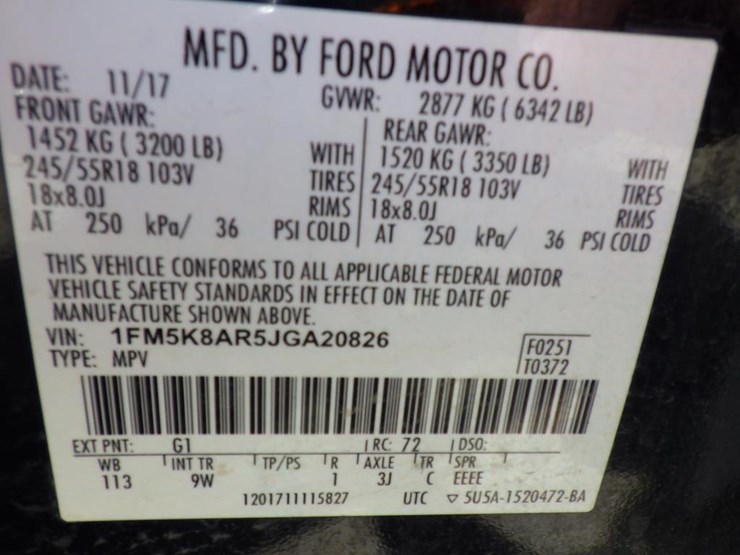 MFD. BY FORD MOTOR CO.
DATE: 11/17
GVWR: 2877 KG ( 6342 LB)
FRONT GAWR:
REAR GAWR:
1452 KG ( 3200 LB) WITH
1520 KG ( 3350 LB) WITH
245/55R18 103V TIRES
245/55R18 103V TIRES
18x8.0J RIMS
18x8.0J RIMS
AT 250 kPa/ 36 PSI COLD
AT 250 kPa/ 36 PSI COLD
THIS VEHICLE CONFORMS TO ALL APPLICABLE FEDERAL MOTOR
VEHICLE SAFETY STANDARDS IN EFFECT ON THE DATE OF
MANUFACTURE SHOWN ABOVE.
VIN: 1FM5K8AR5JGA20826
TYPE: MPV
F0251
T0372
EXT PNT: G1 RC: 72 DSO:
WB INT TR TP/PS R AXLE TR SPR
113 9W 1 3J C EEEE
1201711115827 UTC ▽ 5U5A-1520472-BA